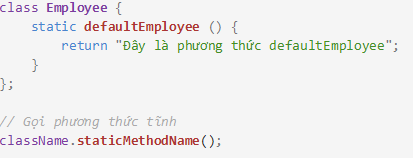 class Employee {
    static defaultEmployee () {
        return "Đây là phương thức defaultEmployee";
    }
};
// Gọi phương thức tĩnh
className.staticMethodName();